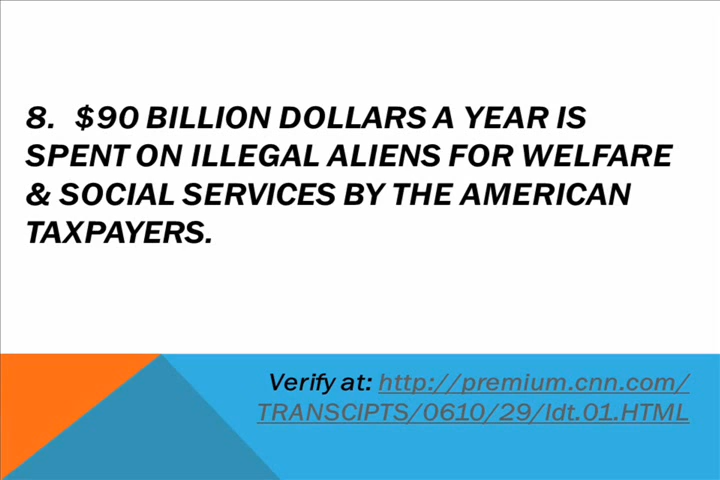 8. $90 BILLION DOLLARS A YEAR IS
SPENT ON ILLEGAL ALIENS FOR WELFARE
& SOCIAL SERVICES BY THE AMERICAN
TAXPAYERS.
Verify at: http://premium.cnn.com/
TRANSCIPTS/0610/29/ldt.01.HTML